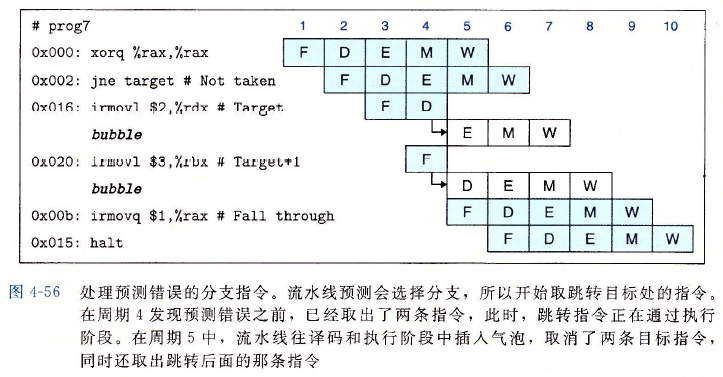 # prog7 1 2 3 4 5 6 7 8 9 10
0x000: xorq %rax,%rax F D E M W
0x002: jne target # Not taken F D E M W
0x016: irmovl $2,%rdx # Target F D
bubble E M W
0x020: irmovl $3,%rbx # Target+1 F
bubble D E M W
0x00b: irmovq $1,%rax # Fall through F D E M W
0x015: halt F D E M W
图 4-56 处理预测错误的分支指令。流水线预测会选择分支，所以开始取跳转目标处的指令。
在周期 4 发现预测错误之前，已经取出了两条指令，此时，跳转指令正在通过执行
阶段。在周期 5 中，流水线往译码和执行阶段中插入气泡，取消了两条目标指令，
同时还取出跳转后面的那条指令